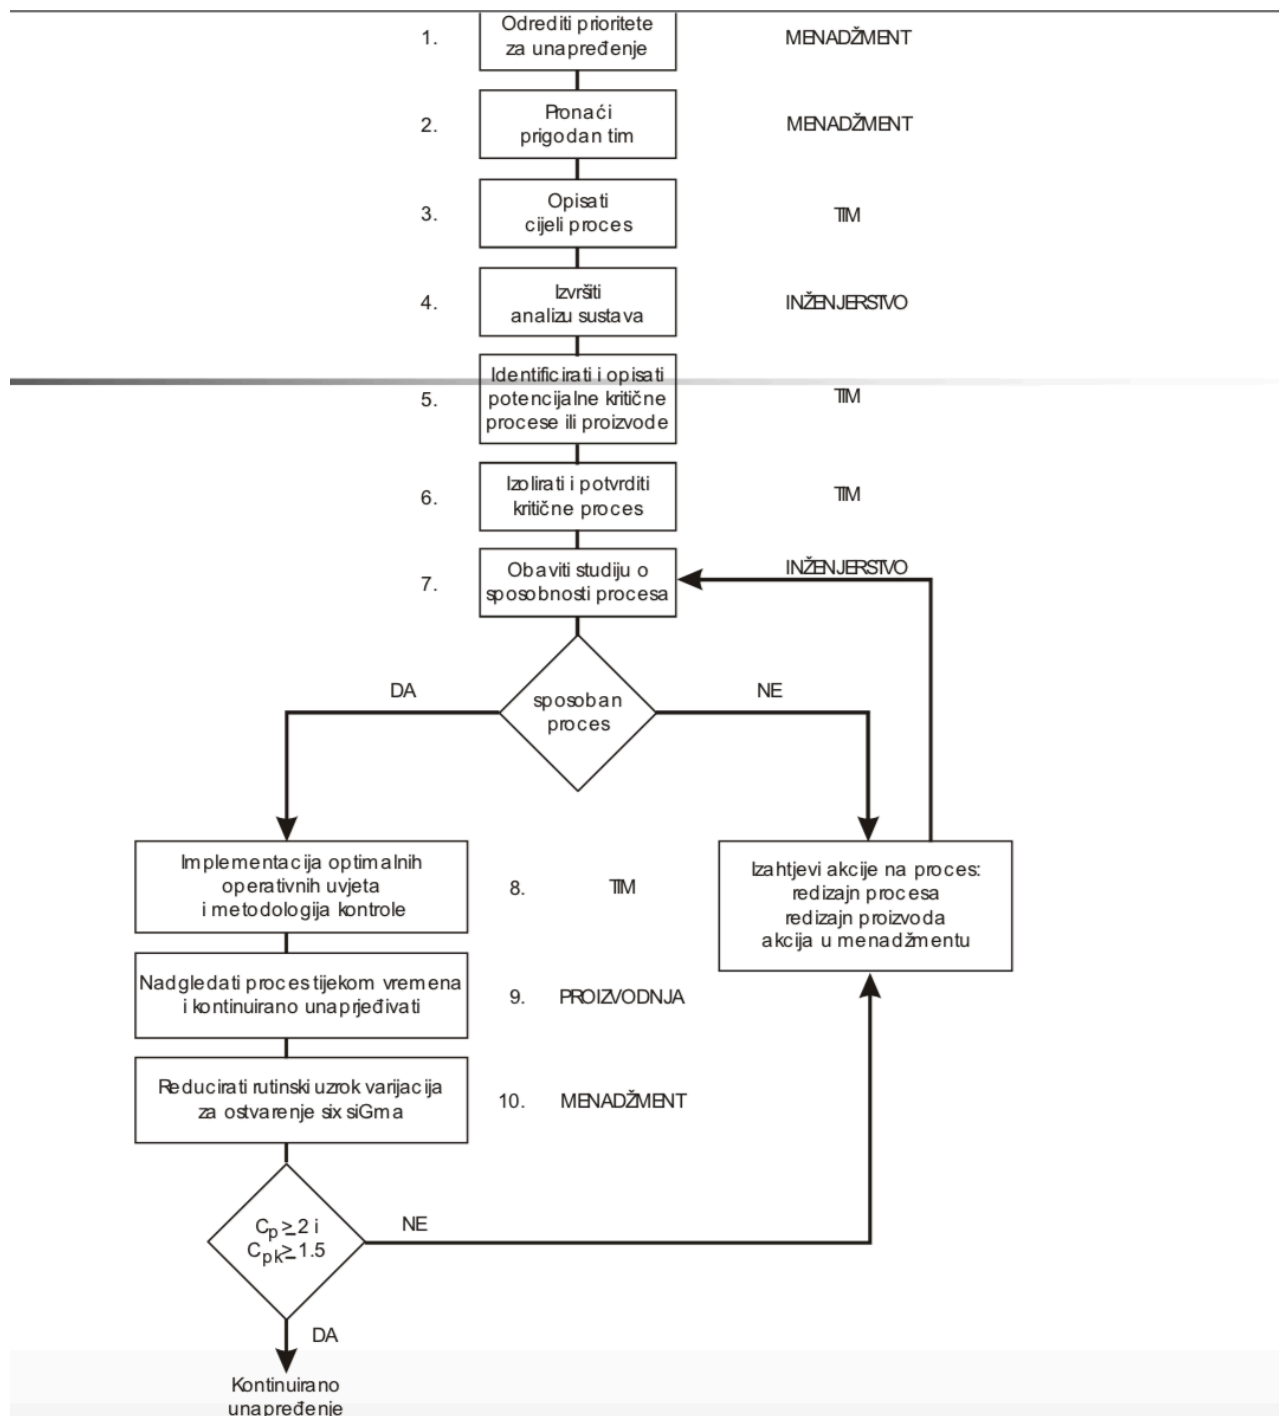 1.
Odrediti prioritete
za unapređenje
MENADŽMENT
2.
Pronaći
prigodan tim
MENADŽMENT
3.
Opisati
cijeli proces
TIM
4.
Izvršiti
analizu sustava
INŽENJERSTVO
5.
Identificirati i opisati
potencijalne kritične
procese ili proizvode
TIM
6.
Izolirati i potvrditi
kritične proces
TIM
7.
Obaviti studiju o
sposobnosti procesa
INŽENJERSTVO
DA
sposoban
proces
NE
Implementacija optimalnih
operativnih uvjeta
i metodologija kontrole
8.
TIM
Izahtjevi akcije na proces:
redizajn procesa
redizajn proizvoda
akcija u menadžmentu
Nadgledati proces tijekom vremena
i kontinuirano unaprjeđivati
9.
PROIZVODNJA
Reducirati rutinski uzrok varijacija
za ostvarenje six siGma
10.
MENADŽMENT
Cp ≥ 2 i
Cpk ≥ 1.5
NE
DA
Kontinuirano
unapređenje